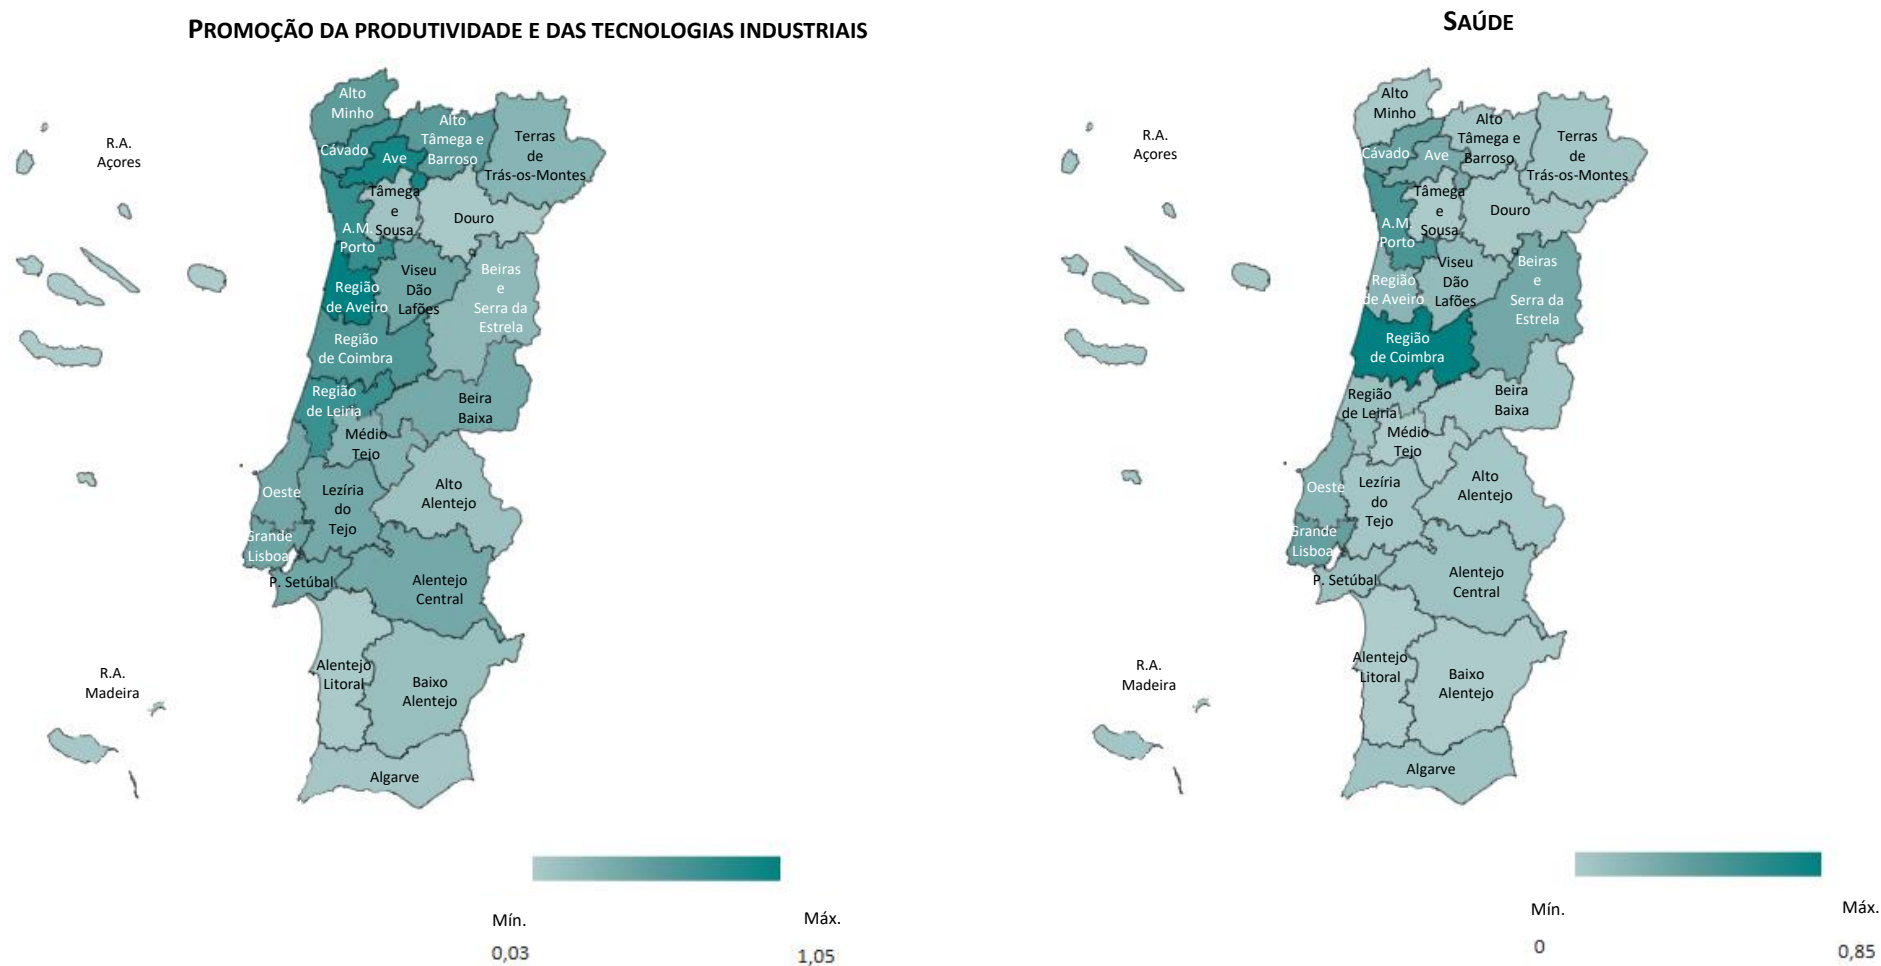 PROMOÇÃO DA PRODUTIVIDADE E DAS TECNOLOGIAS INDUSTRIAIS
Alto
Minho
Cávado
Ave
Alto
Tâmega e
Barroso
Terras
de
Trás-os-Montes
R.A.
Açores
Tâmega
e
Sousa
Douro
A.M.
Porto
Viseu
Dão
Lafões
Beiras
e
Serra da
Estrela
Região
de Aveiro
Região
de Coimbra
Região
de Leiria
Beira
Baixa
Médio
Tejo
Oeste
Lezíria
do
Tejo
Alto
Alentejo
Grande
Lisboa
P. Setúbal
Alentejo
Central
Alentejo
Litoral
Baixo
Alentejo
R.A.
Madeira
Algarve
Mín.
Máx.
0,03
1,05
SAÚDE
Alto
Minho
Cávado
Ave
Alto
Tâmega e
Barroso
Terras
de
Trás-os-Montes
R.A.
Açores
Tâmega
e
Sousa
Douro
A.M.
Porto
Viseu
Dão
Lafões
Beiras
e
Serra da
Estrela
Região
de Aveiro
Região
de Coimbra
Região
de Leiria
Beira
Baixa
Médio
Tejo
Oeste
Lezíria
do
Tejo
Alto
Alentejo
Grande
Lisboa
P. Setúbal
Alentejo
Central
Alentejo
Litoral
Baixo
Alentejo
R.A.
Madeira
Algarve
Mín.
Máx.
0
0,85